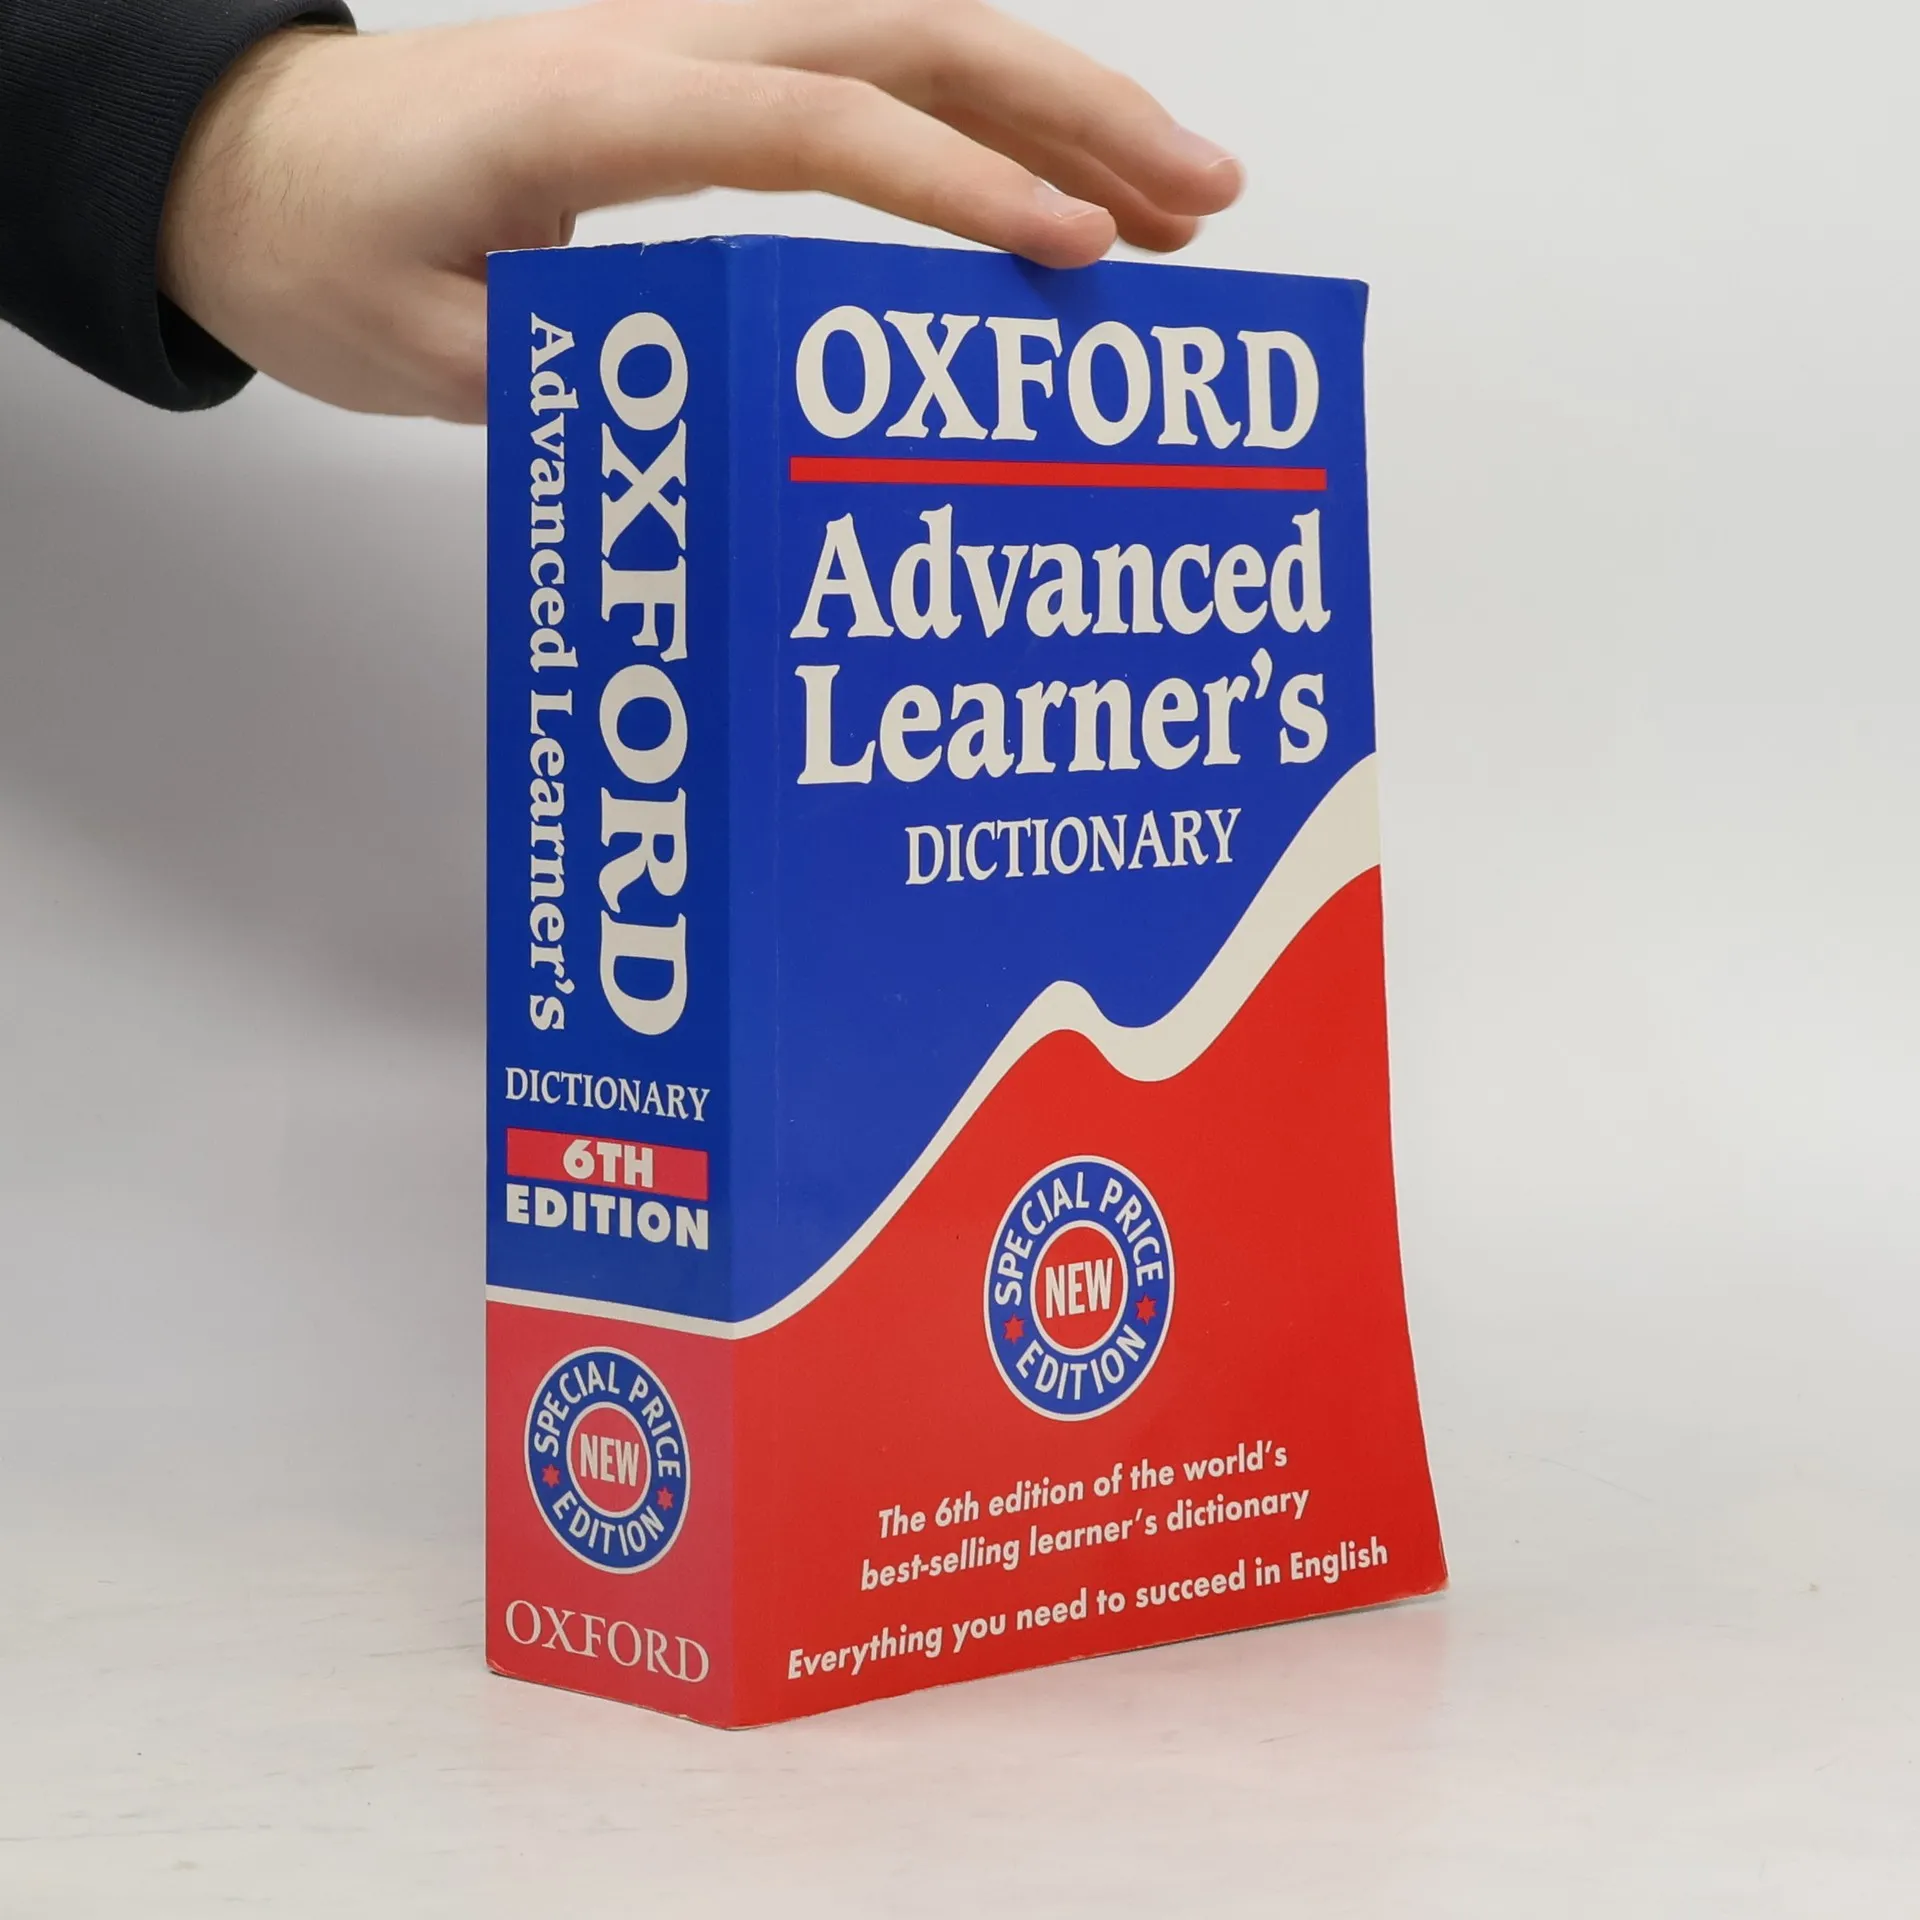 OXFORD
Advanced Learner's
DICTIONARY
6TH
EDITION
SPECIAL PRICE
NEW
EDITION
OXFORD
OXFORD
Advanced
Learner's
DICTIONARY
SPECIAL PRICE
NEW
EDITION
The 6th edition of the world's
best-selling learner's dictionary
Everything you need to succeed in English